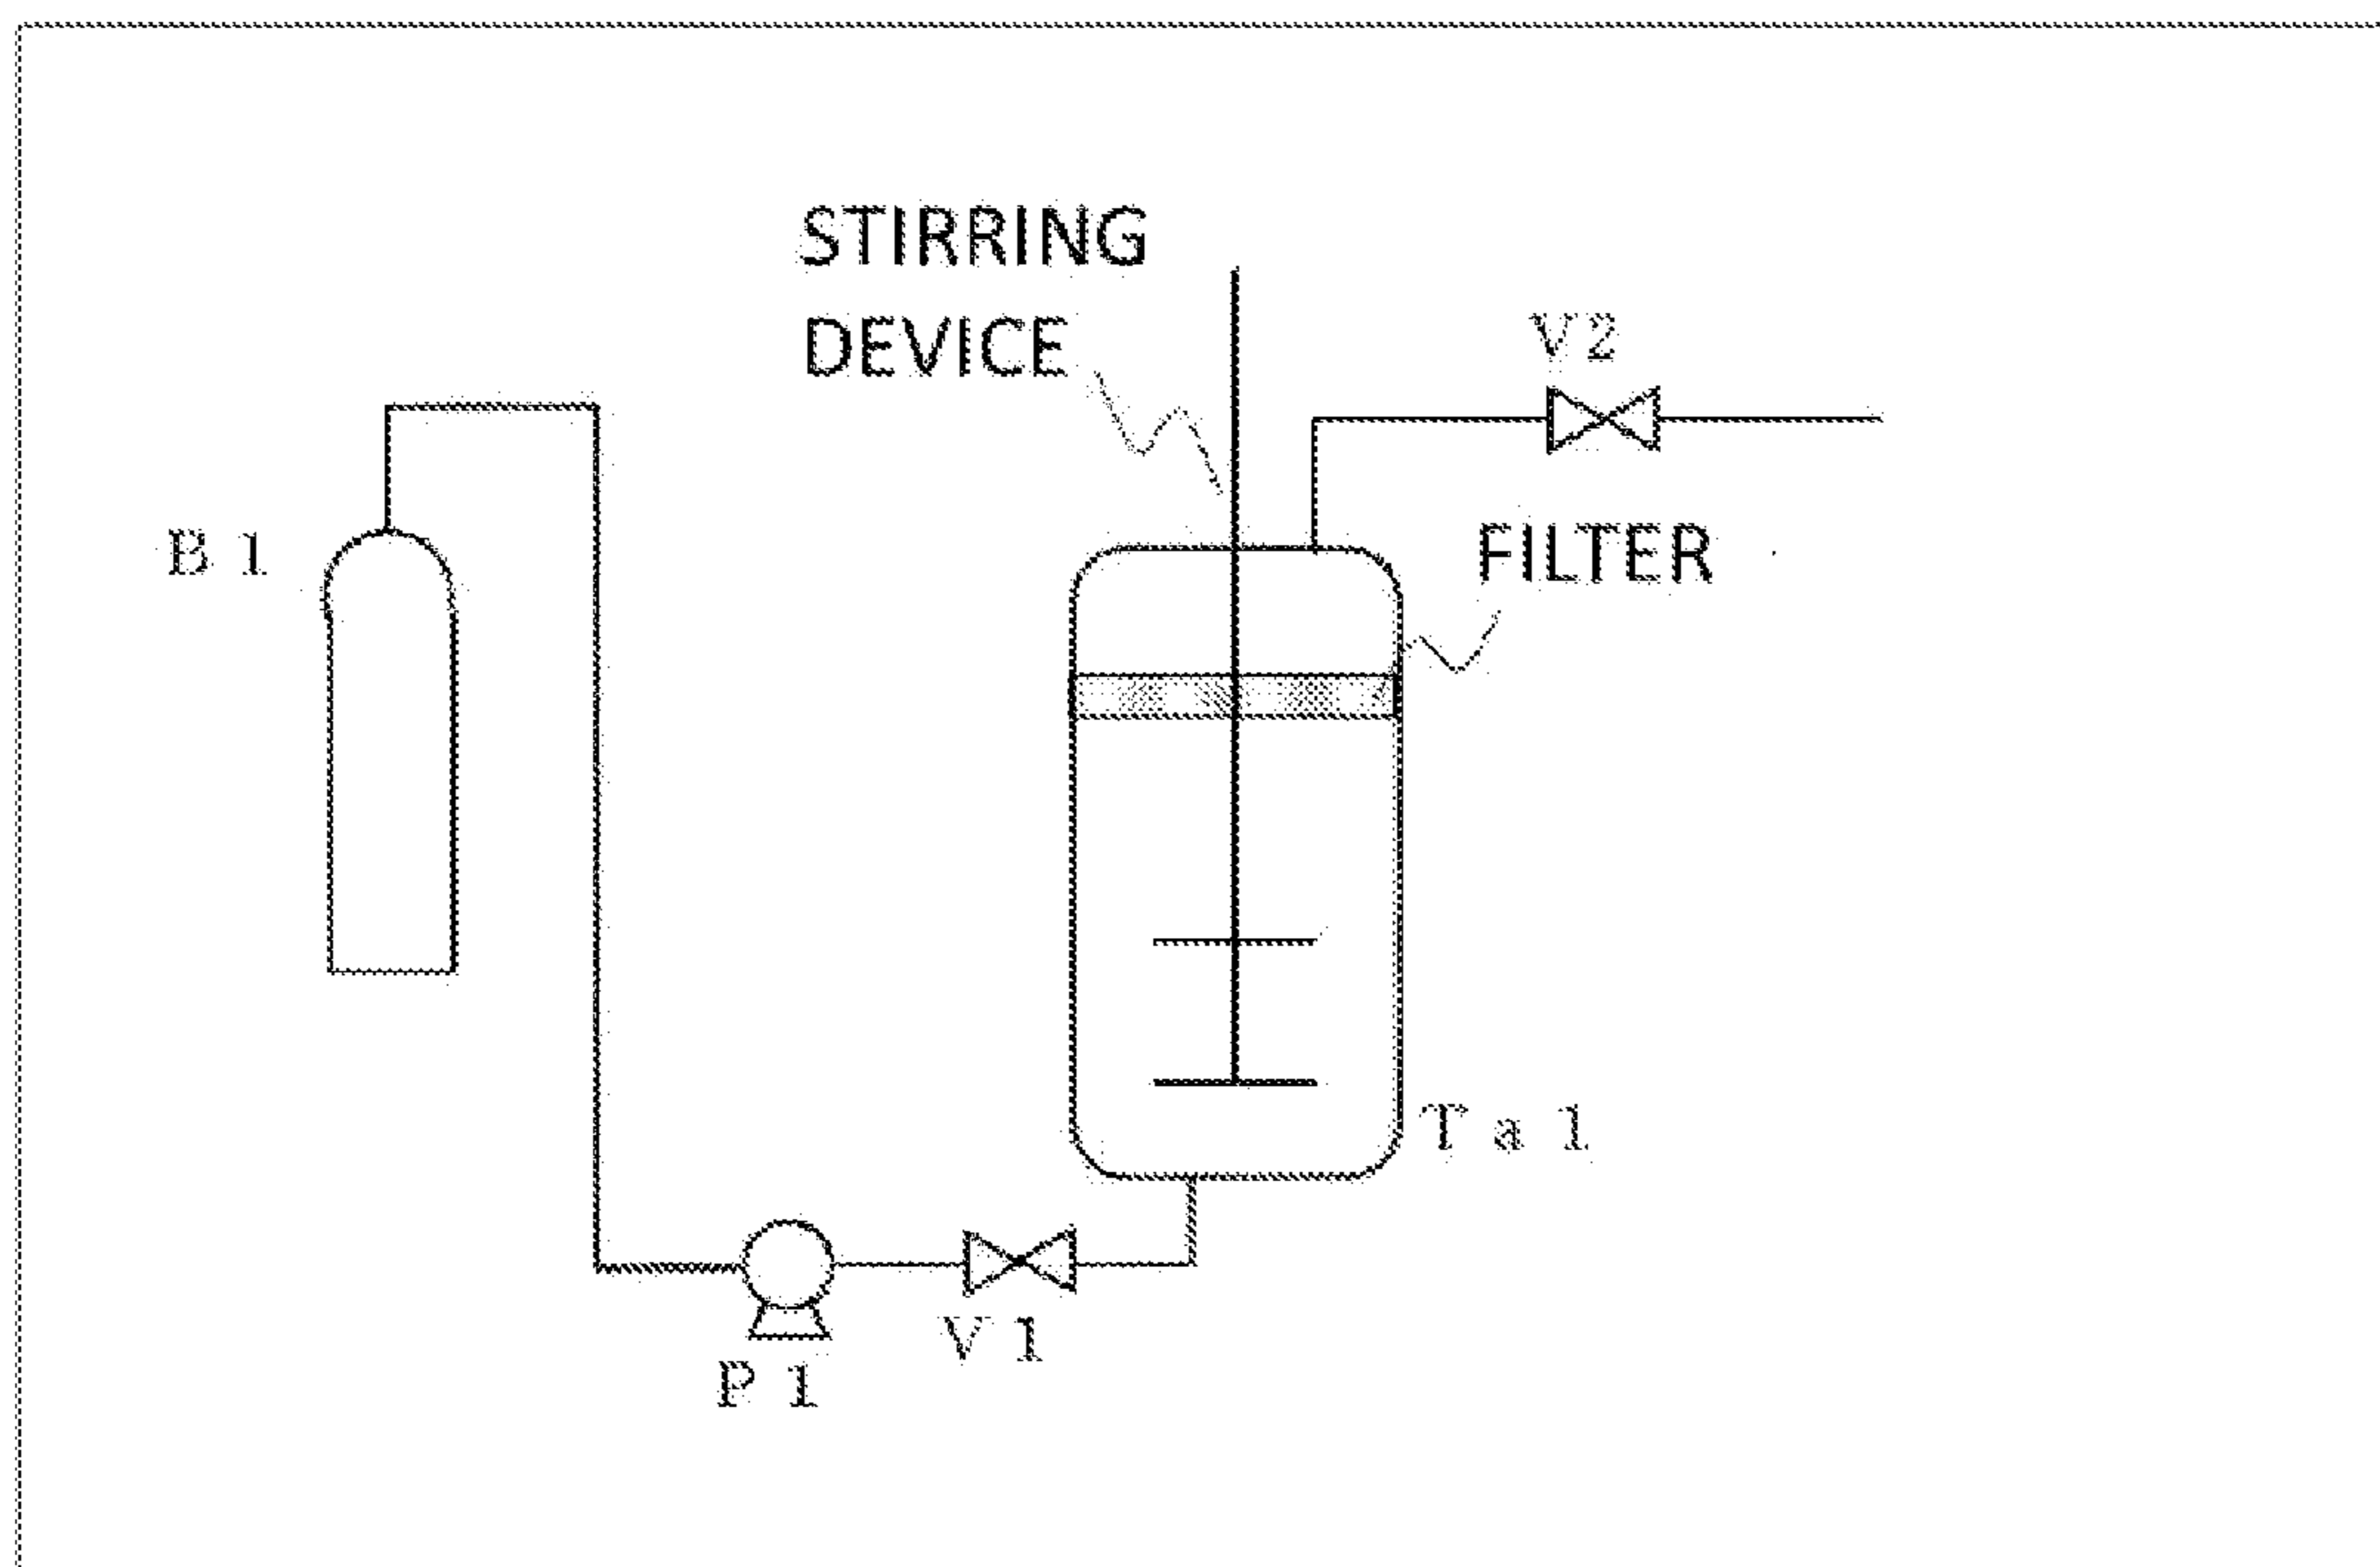 STIRRING
DEVICE
V2
B1
FILTER
Ta1
V1
P1